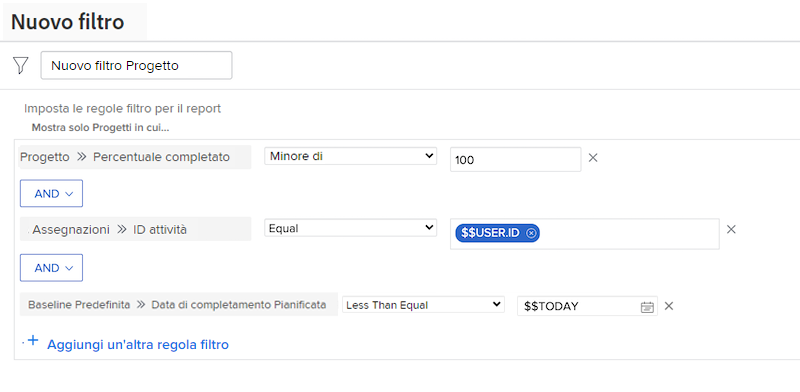 Nuovo filtro
Nuovo filtro Progetto
Imposta le regole filtro per il report
Mostra solo Progetti in cui...
Progetto >> Percentuale completato Minore di 100
AND
Assegnazioni >> ID attività Equal $$USER.ID
AND
Baseline Predefinita >> Data di completamento Pianificata Less Than Equal $$TODAY
Aggiungi un'altra regola filtro